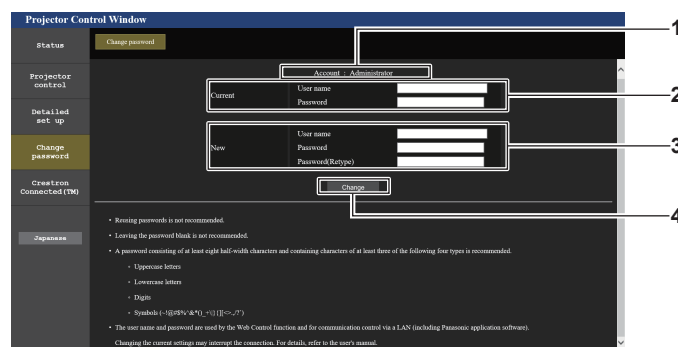 Projector Control Window
Status
Projector
control
Detailed
set up
Change
password
Crestron
Connected(TM)
Japanese
Change password
Account : Administrator
Current
User name
Password
New
User name
Password
Password(Retype)
Change
• Reusing passwords is not recommended.
• Leaving the password blank is not recommended.
• A password consisting of at least eight half-width characters and containing characters of at least three of the following four types is recommended.
◦ Uppercase letters
◦ Lowercase letters
◦ Digits
◦ Symbols (~!@#$%^&*()_+\|{}[]<>.,/?`)
• The user name and password are used by the Web Control function and for communication control via a LAN (including Panasonic application software).
Changing the current settings may interrupt the connection. For details, refer to the user's manual.
1
2
3
4